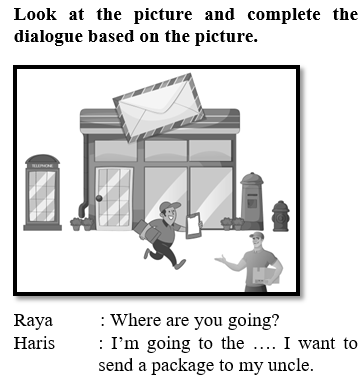 Look at the picture and complete the
dialogue based on the picture.
TELEPHONE
Raya : Where are you going?
Haris : I'm going to the .... I want to
send a package to my uncle.